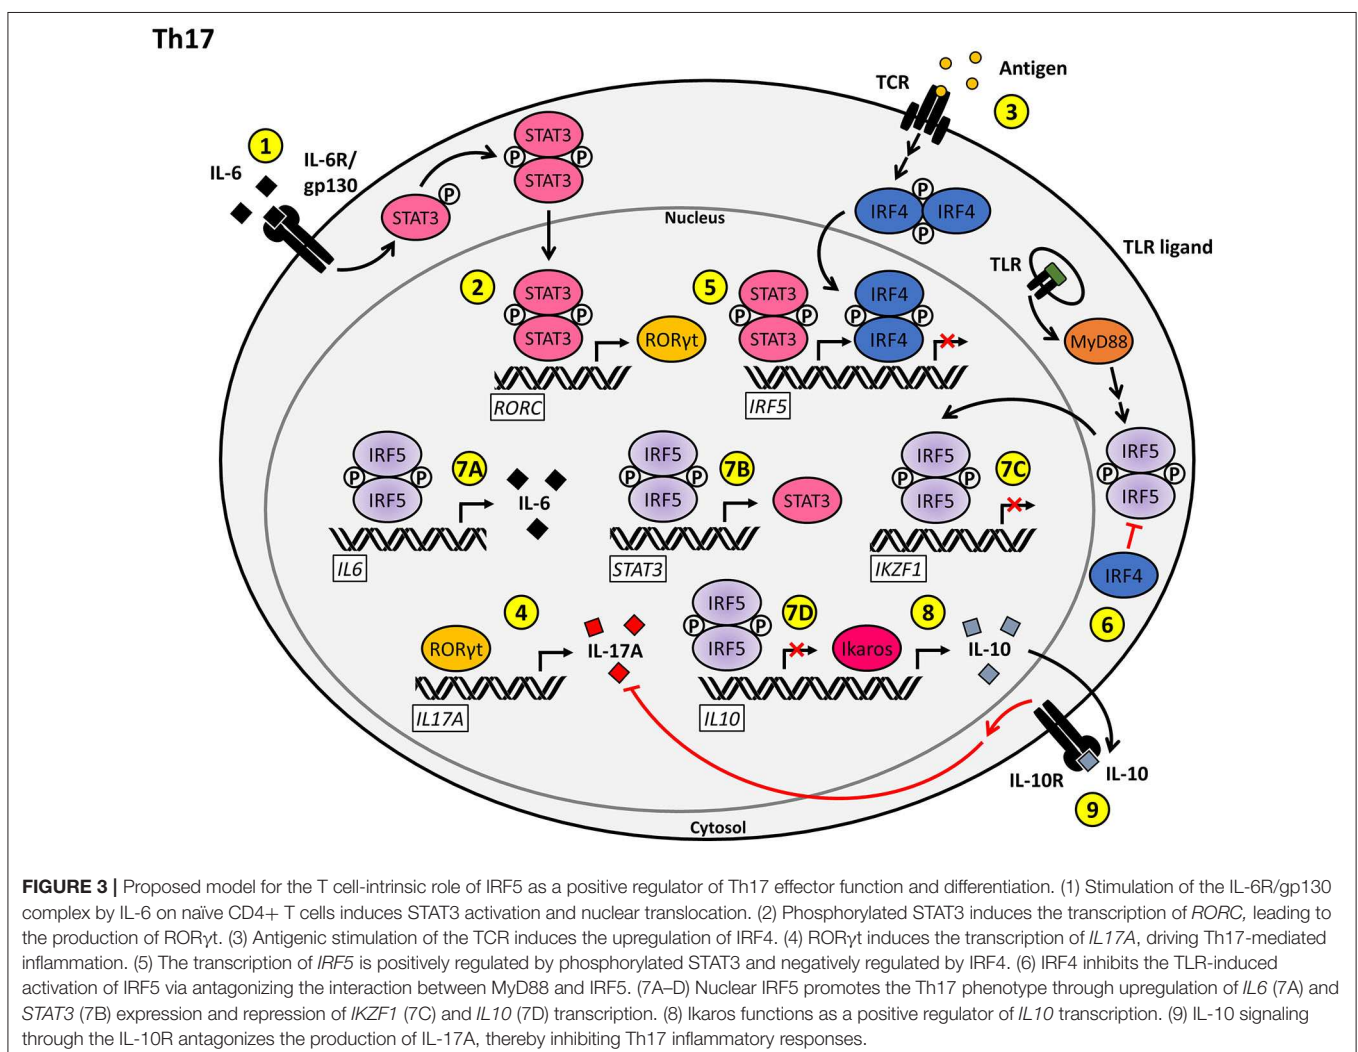 Th17
TCR
Antigen
3
1
IL-6
IL-6R/
gp130
STAT3
P
STAT3
P
P
STAT3
P
IRF4
IRF4
P
Nucleus
TLR ligand
TLR
2
STAT3
P
P
STAT3
RORγt
RORC
5
STAT3
P
P
STAT3
IRF4
P
P
IRF4
IRF5
MyD88
IRF5
P
P
IRF5
7A
IL-6
IL6
IRF5
P
P
IRF5
7B
STAT3
STAT3
IRF5
P
P
IRF5
7C
IKZF1
IRF5
P
P
IRF5
IRF4
6
4
RORγt
IL-17A
IL17A
IRF5
P
P
IRF5
7D
Ikaros
8
IL-10
IL10
IL-10R
IL-10
9
Cytosol
FIGURE 3 | Proposed model for the T cell-intrinsic role of IRF5 as a positive regulator of Th17 effector function and differentiation. (1) Stimulation of the IL-6R/gp130
complex by IL-6 on naïve CD4+ T cells induces STAT3 activation and nuclear translocation. (2) Phosphorylated STAT3 induces the transcription of RORC, leading to
the production of RORγt. (3) Antigenic stimulation of the TCR induces the upregulation of IRF4. (4) RORγt induces the transcription of IL17A, driving Th17-mediated
inflammation. (5) The transcription of IRF5 is positively regulated by phosphorylated STAT3 and negatively regulated by IRF4. (6) IRF4 inhibits the TLR-induced
activation of IRF5 via antagonizing the interaction between MyD88 and IRF5. (7A–D) Nuclear IRF5 promotes the Th17 phenotype through upregulation of IL6 (7A) and
STAT3 (7B) expression and repression of IKZF1 (7C) and IL10 (7D) transcription. (8) Ikaros functions as a positive regulator of IL10 transcription. (9) IL-10 signaling
through the IL-10R antagonizes the production of IL-17A, thereby inhibiting Th17 inflammatory responses.